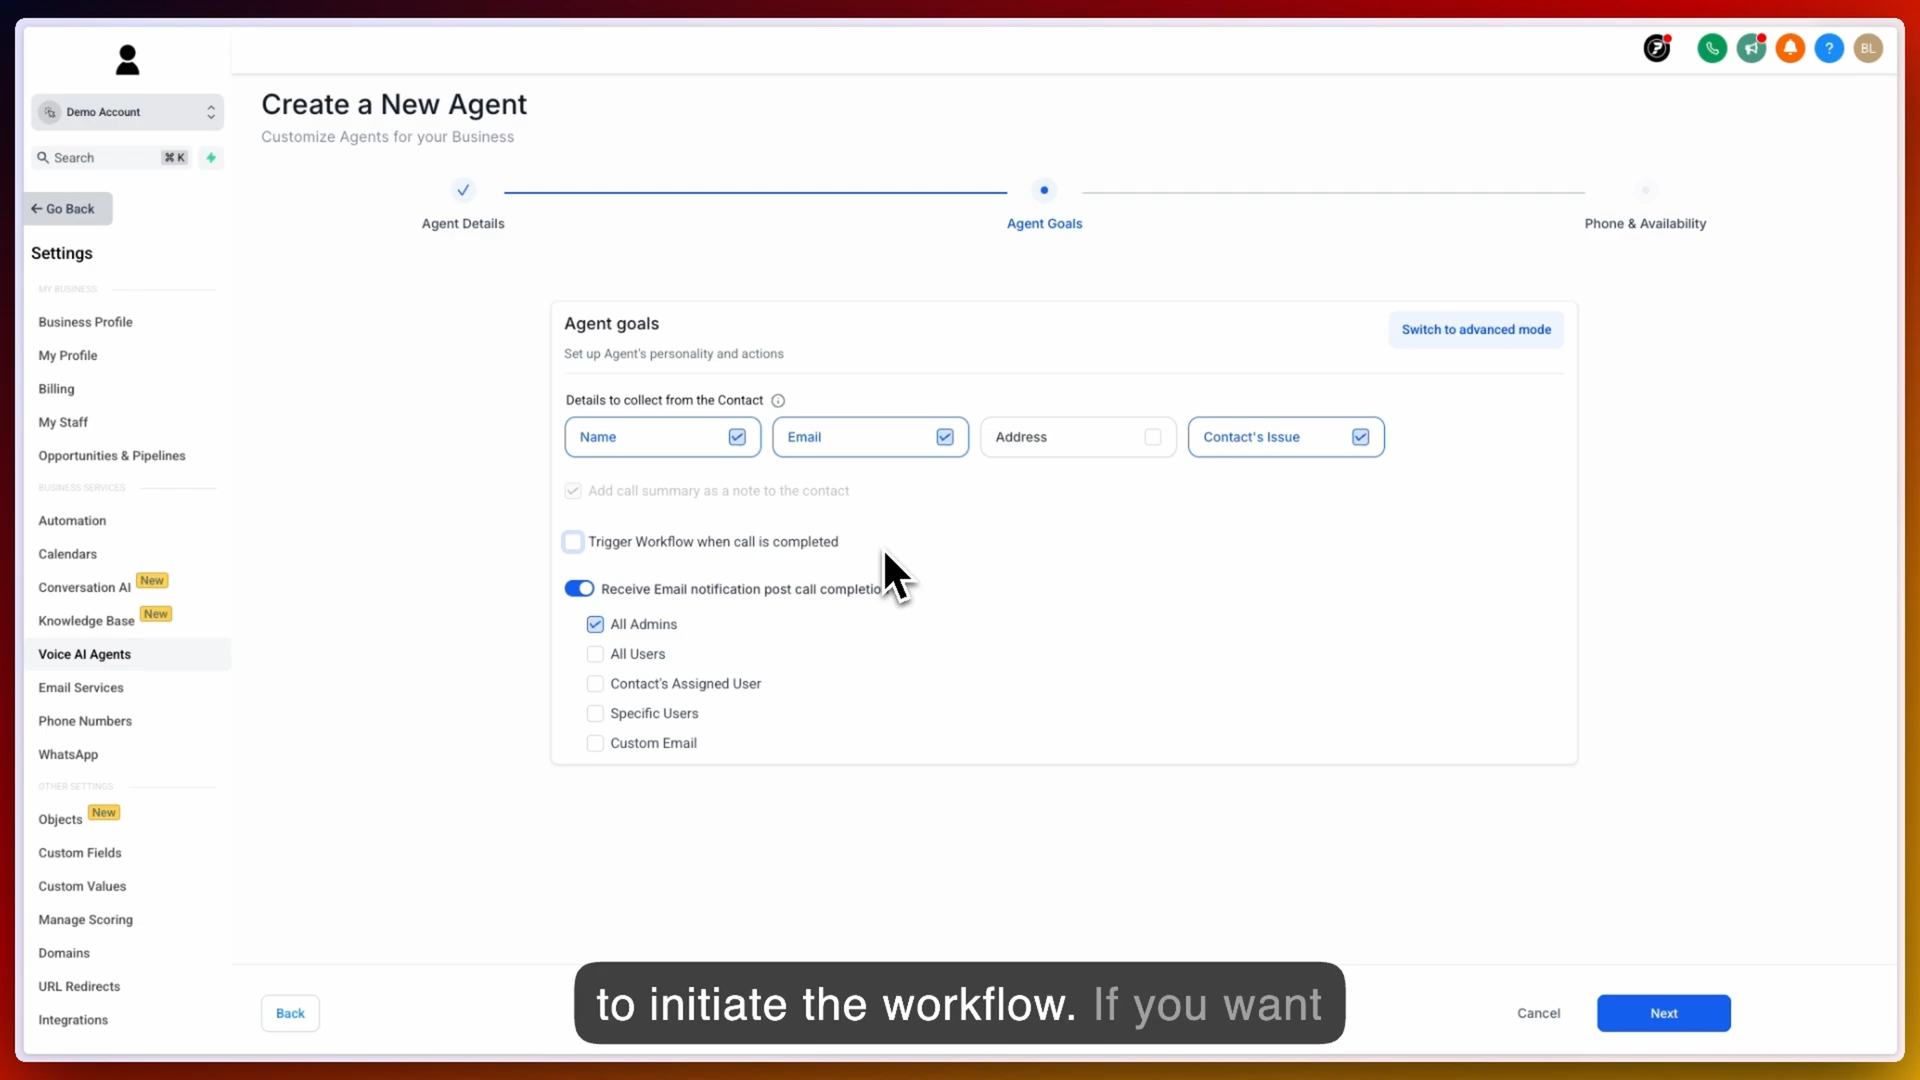 Demo Account
Search
⌘ K
← Go Back
Settings
MY BUSINESS
Business Profile
My Profile
Billing
My Staff
Opportunities & Pipelines
BUSINESS SERVICES
Automation
Calendars
Conversation AI New
Knowledge Base New
Voice AI Agents
Email Services
Phone Numbers
WhatsApp
OTHER SETTINGS
Objects New
Custom Fields
Custom Values
Manage Scoring
Domains
URL Redirects
Integrations
? BL
Create a New Agent
Customize Agents for your Business
Agent Details
Agent Goals
Phone & Availability
Agent goals
Switch to advanced mode
Set up Agent's personality and actions
Details to collect from the Contact
Name
Email
Address
Contact's Issue
Add call summary as a note to the contact
Trigger Workflow when call is completed
Receive Email notification post call completio
All Admins
All Users
Contact's Assigned User
Specific Users
Custom Email
Back
to initiate the workflow. If you want
Cancel
Next